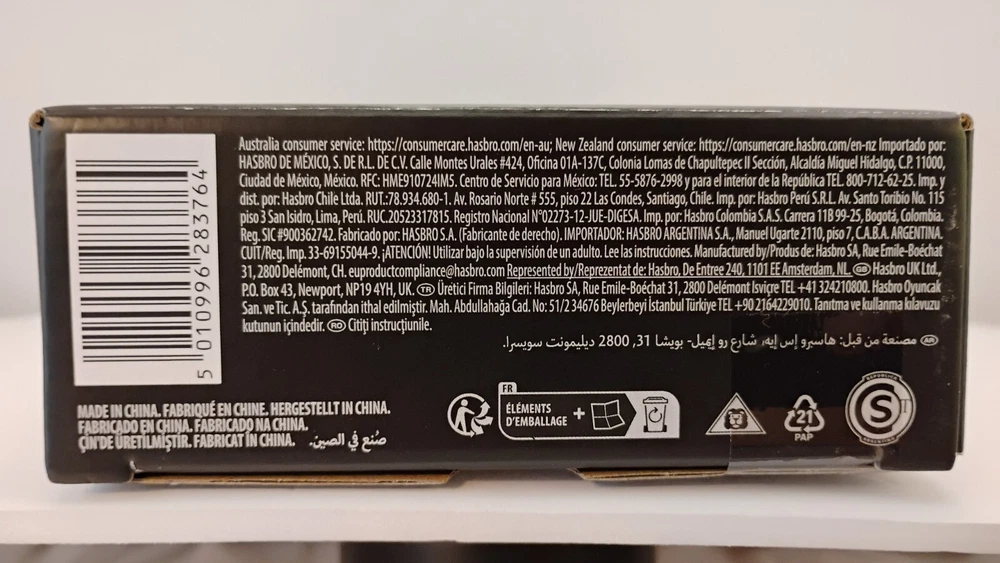 5 010996 283764
Australia consumer service: https://consumercare.hasbro.com/en-au; New Zealand consumer service: https://consumercare.hasbro.com/en-nz Importado por:
HASBRO DE MÉXICO, S. DE R.L. DE C.V. Calle Montes Urales #424, Oficina 01A-137C, Colonia Lomas de Chapultepec II Sección, Alcaldía Miguel Hidalgo, C.P. 11000,
Ciudad de México, México. RFC: HME910724IM5. Centro de Servicio para México: TEL. 55-5876-2998 y para el interior de la República TEL. 800-712-62-25. Imp. y
dist. por: Hasbro Chile Ltda. RUT.:78.934.680-1. Av. Rosario Norte # 555, piso 22 Las Condes, Santiago, Chile. Imp. por: Hasbro Perú S.R.L. Av. Santo Toribio No. 115
piso 3 San Isidro, Lima, Perú. RUC.20523317815. Registro Nacional N°02273-12-JUE-DIGESA. Imp. por: Hasbro Colombia S.A.S. Carrera 11B 99-25, Bogotá, Colombia.
Reg. SIC #900362742. Fabricado por: HASBRO S.A. (Fabricante de derecho). IMPORTADOR: HASBRO ARGENTINA S.A., Manuel Ugarte 2110, piso 7, C.A.B.A. ARGENTINA.
CUIT/Reg. Imp. 33-69155044-9. ¡ATENCIÓN! Utilizar bajo la supervisión de un adulto. Lee las instrucciones. Manufactured by/Produs de: Hasbro SA, Rue Emile-Boéchat
31, 2800 Delémont, CH. euproductcompliance@hasbro.com Represented by/Reprezentat de: Hasbro, De Entree 240, 1101 EE Amsterdam, NL. GB Hasbro UK Ltd.,
P.O. Box 43, Newport, NP19 4YH, UK. TR Üretici Firma Bilgileri: Hasbro SA, Rue Emile-Boéchat 31, 2800 Delémont İsviçre TEL +41 324210800. Hasbro Oyuncak
San. ve Tic. A.Ş. tarafından ithal edilmiştir. Mah. Abdullahağa Cad. No: 51/2 34676 Beylerbeyi İstanbul Türkiye TEL +90 2164229010. Tanıtma ve kullanma kılavuzu
kutunun içindedir. RO Citiți instrucțiunile.
AR مصنعة من قبل: هاسبرو إس إيه، شارع رو إيميل- بويشا 31, 2800 ديليمونت سويسرا.
MADE IN CHINA. FABRIQUÉ EN CHINE. HERGESTELLT IN CHINA.
FABRICADO EN CHINA. FABRICADO NA CHINA.
ÇİN'DE ÜRETİLMİŞTİR. FABRICAT ÎN CHINA. صُنع في الصين.
FR
ÉLÉMENTS
D'EMBALLAGE
+
21
PAP
REPUBLICA
S
ARGENTINA